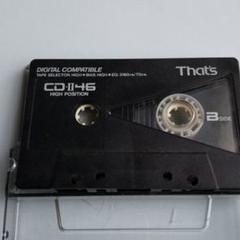 DIGITAL COMPATIBLE
That's
CD-II 46
HIGH POSITION
B SIDE